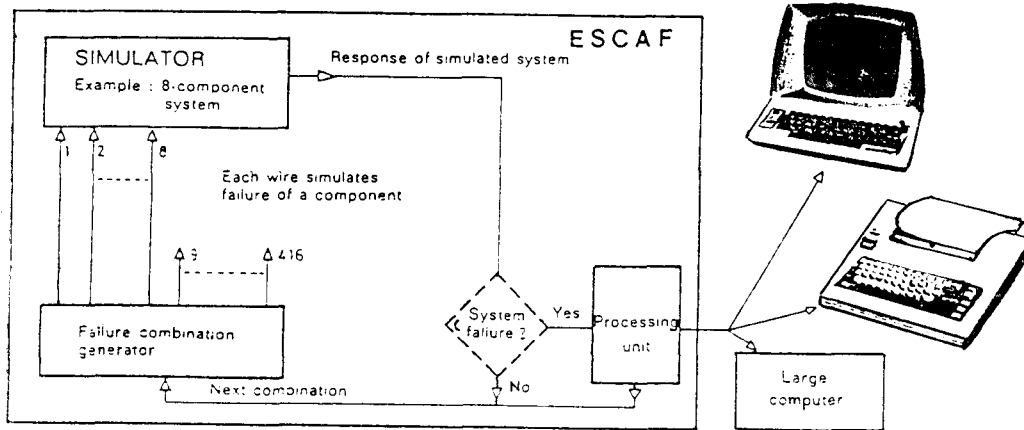 ESCAF
SIMULATOR
Example : 8-component
system
Response of simulated system
1
2
8
Each wire simulates
failure of a component
9
416
Failure combination
generator
System
failure ?
Yes
No
Processing
unit
Next combination
Large
computer